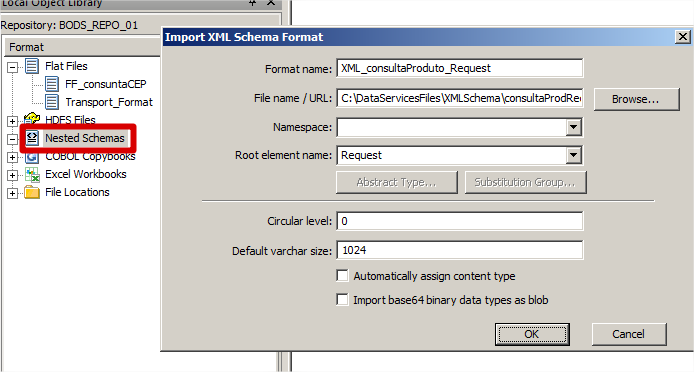 Local Object Library
Repository: BODS_REPO_01
Format
Flat Files
FF_consuntaCEP
Transport_Format
HDFS Files
Nested Schemas
COBOL Copybooks
Excel Workbooks
File Locations
Import XML Schema Format
Format name: XML_consultaProduto_Request
File name / URL: C:\DataServicesFiles\XMLSchema\consultaProdRe Browse...
Namespace:
Root element name: Request
Abstract Type... Substitution Group...
Circular level: 0
Default varchar size: 1024
Automatically assign content type
Import base64 binary data types as blob
OK Cancel